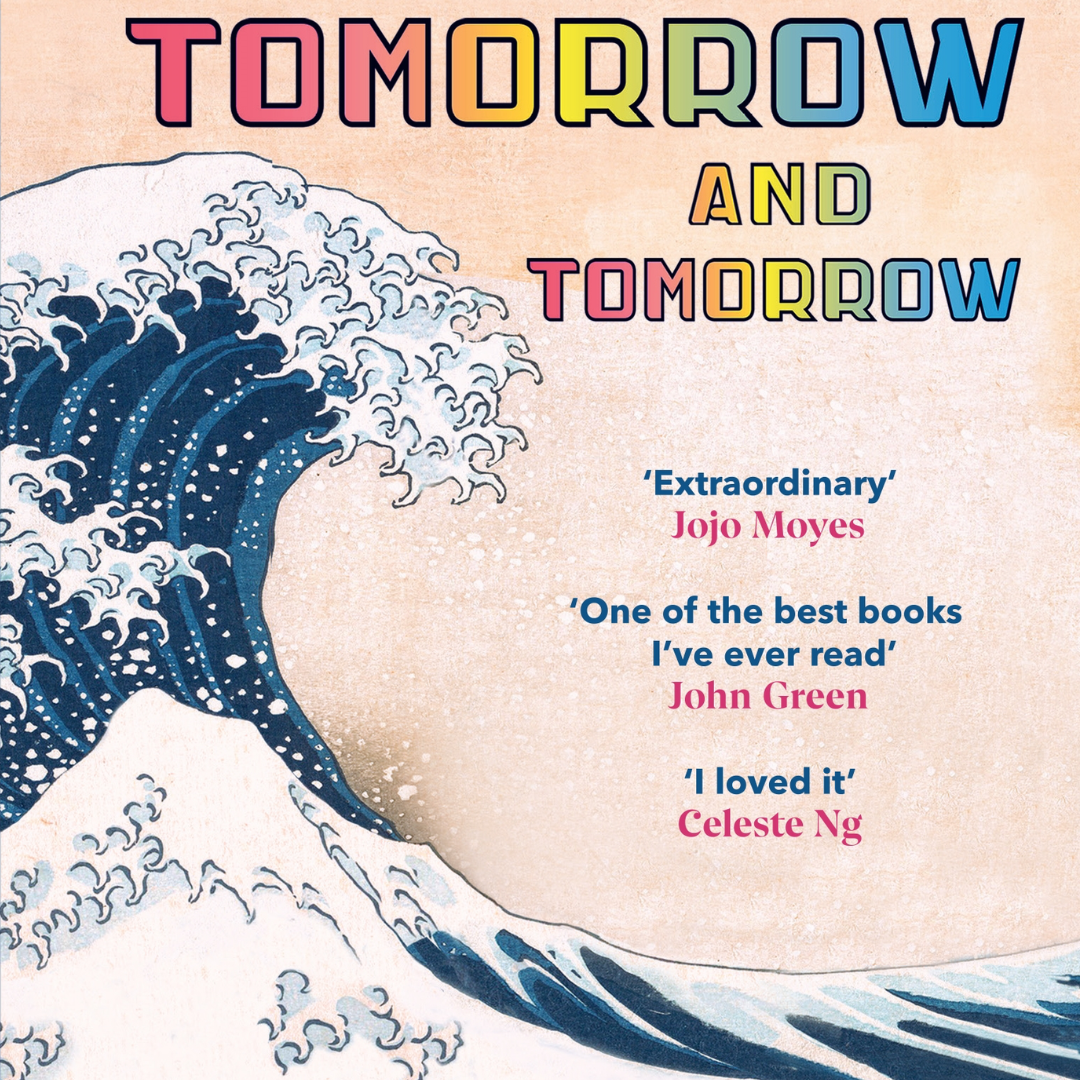 TOMORROW
AND
TOMORROW
‘Extraordinary‘
Jojo Moyes
‘One of the best books
I’ve ever read’
John Green
‘I loved it’
Celeste Ng